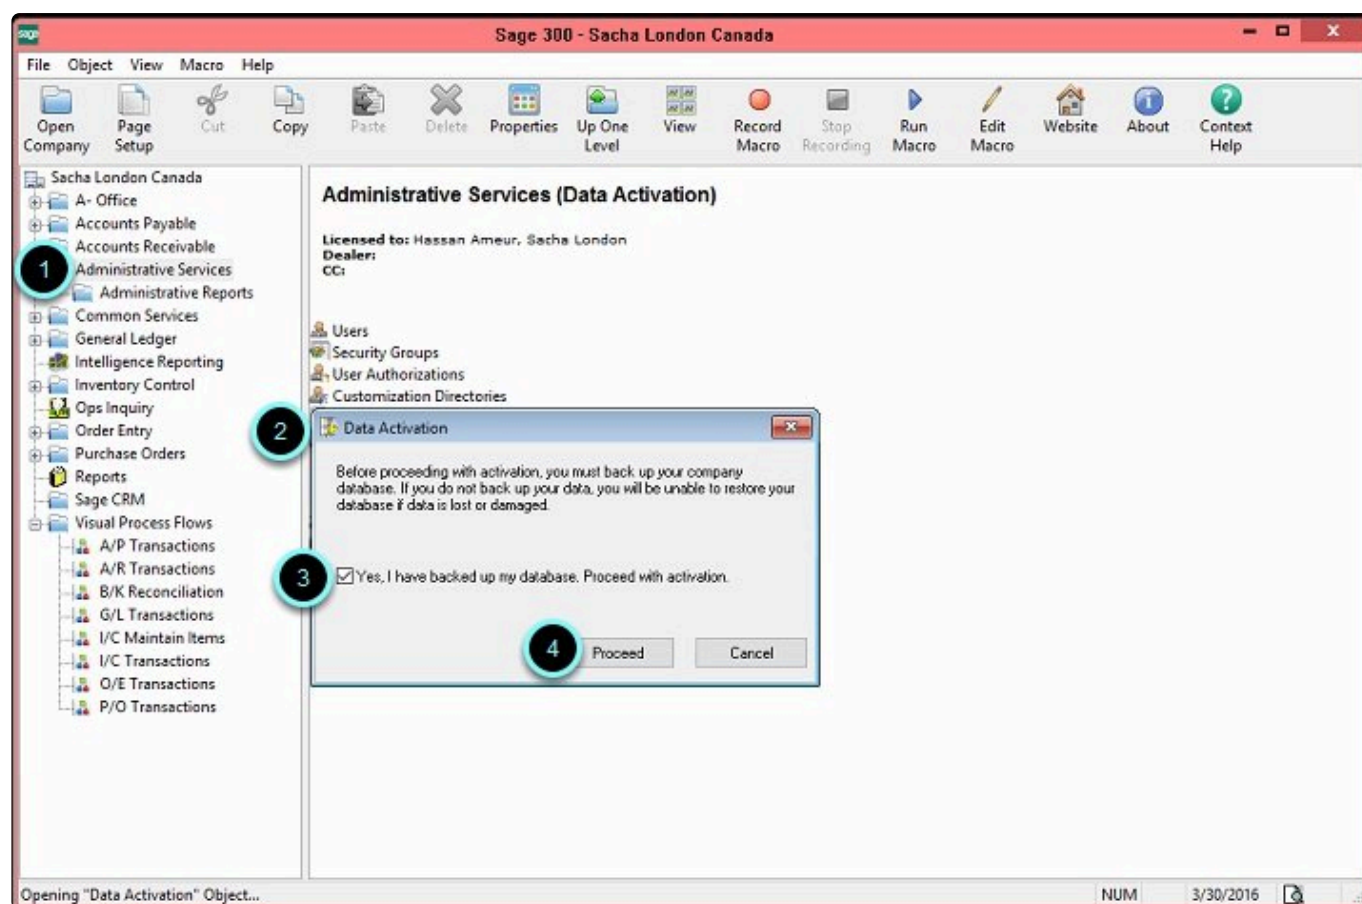 sage
Sage 300 - Sacha London Canada
File Object View Macro Help
Open Company
Page Setup
Cut
Copy
Paste
Delete
Properties
Up One Level
View
Record Macro
Stop Recording
Run Macro
Edit Macro
Website
About
Context Help
Sacha London Canada
A- Office
Accounts Payable
Accounts Receivable
1
Administrative Services
Administrative Reports
Common Services
General Ledger
Intelligence Reporting
Inventory Control
Ops Inquiry
Order Entry
Purchase Orders
Reports
Sage CRM
Visual Process Flows
A/P Transactions
A/R Transactions
B/K Reconciliation
G/L Transactions
I/C Maintain Items
I/C Transactions
O/E Transactions
P/O Transactions
Administrative Services (Data Activation)
Licensed to: Hassan Ameur, Sacha London
Dealer:
CC:
Users
Security Groups
User Authorizations
Customization Directories
2
Data Activation
Before proceeding with activation, you must back up your company
database. If you do not back up your data, you will be unable to restore your
database if data is lost or damaged.
3
Yes, I have backed up my database. Proceed with activation.
4
Proceed
Cancel
Opening "Data Activation" Object...
NUM
3/30/2016